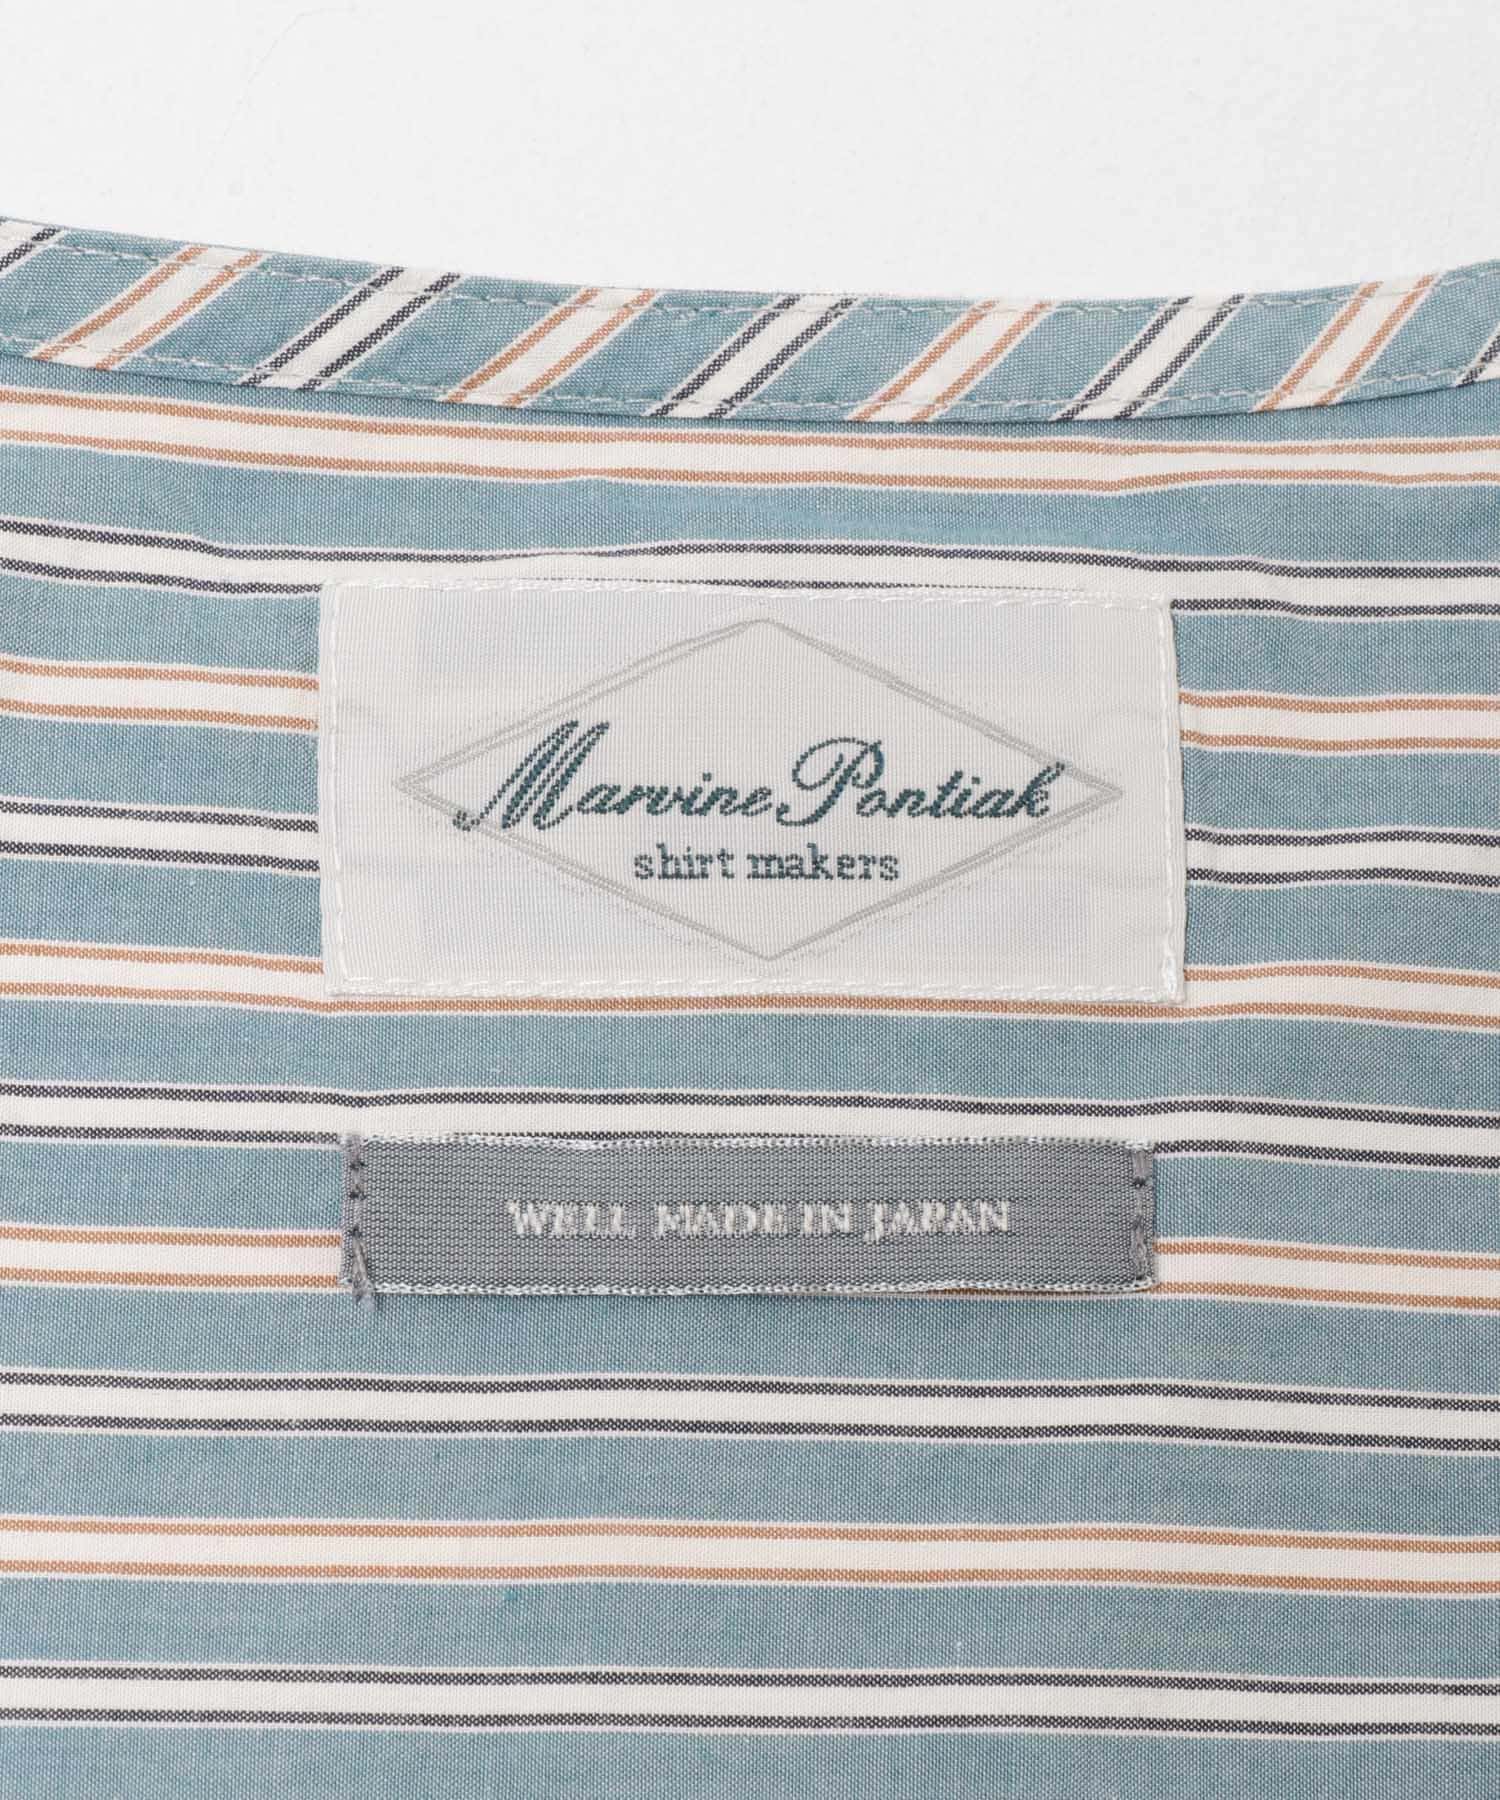 Marvine Pontiak
shirt makers
WELL MADE IN JAPAN